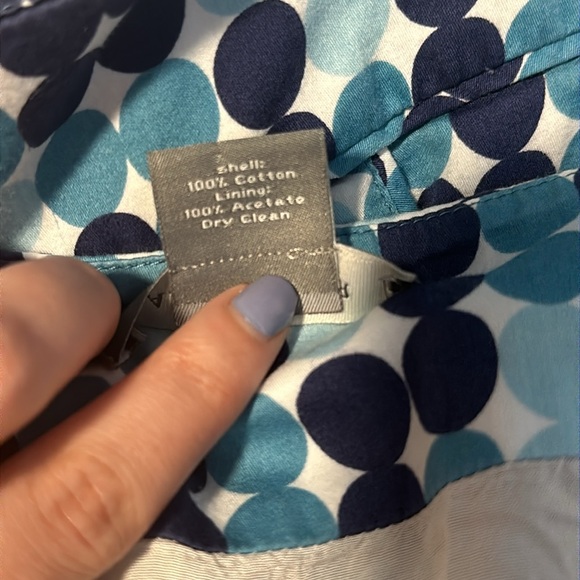 Shell:
100% Cotton
Lining:
100% Acetate
Dry Clean